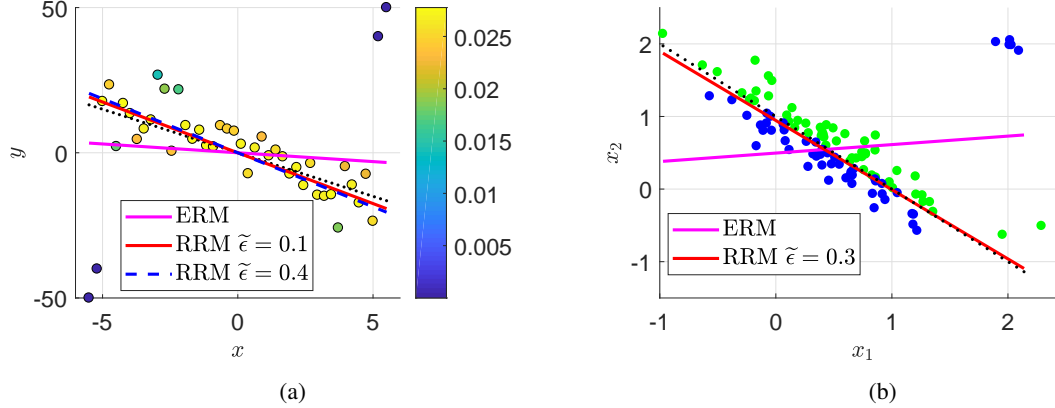 50
0
-50
-5
0
5
y
x
0.025
0.02
0.015
0.01
0.005
ERM
RRM ε̃ = 0.1
RRM ε̃ = 0.4
(a)
2
1
0
-1
-1
0
1
2
x₂
x₁
ERM
RRM ε̃ = 0.3
(b)